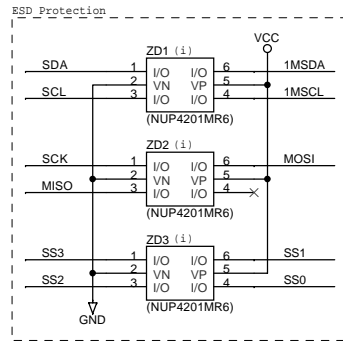 ESD Protection
VCC
ZD1 (i)
SDA 1 I/O I/O 6 1MSDA
2 VN VP 5
SCL 3 I/O I/O 4 1MSCL
(NUP4201MR6)
ZD2 (i)
SCK 1 I/O I/O 6 MOSI
2 VN VP 5
MISO 3 I/O I/O 4
(NUP4201MR6)
ZD3 (i)
SS3 1 I/O I/O 6 SS1
2 VN VP 5
SS2 3 I/O I/O 4 SS0
(NUP4201MR6)
GND